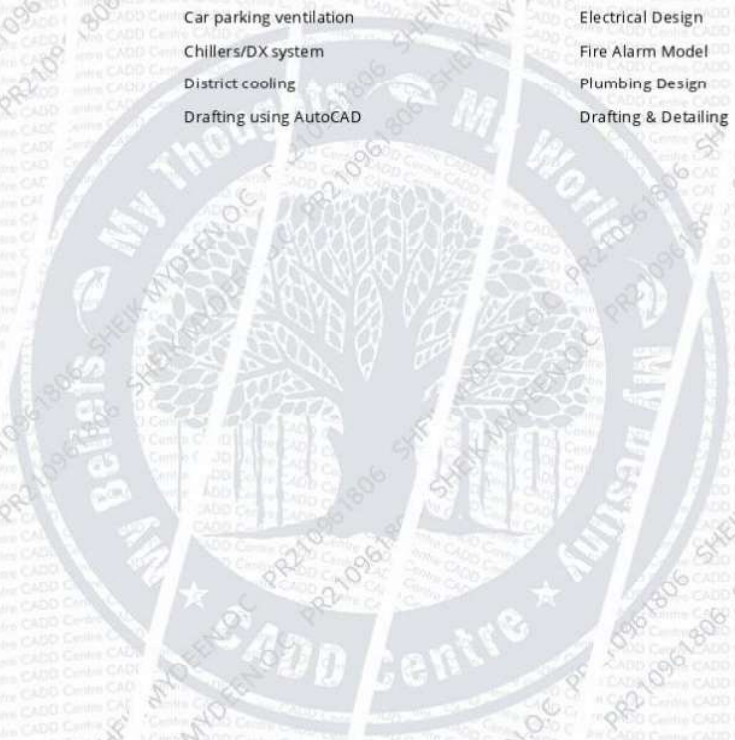 Car parking ventilation
Chillers/DX system
District cooling
Drafting using AutoCAD
Electrical Design
Fire Alarm Model
Plumbing Design
Drafting & Detailing
My Beliefs My Thoughts My World My Destiny
CADD Centre
PR210961806 SHEIK MYDEEN.O.C